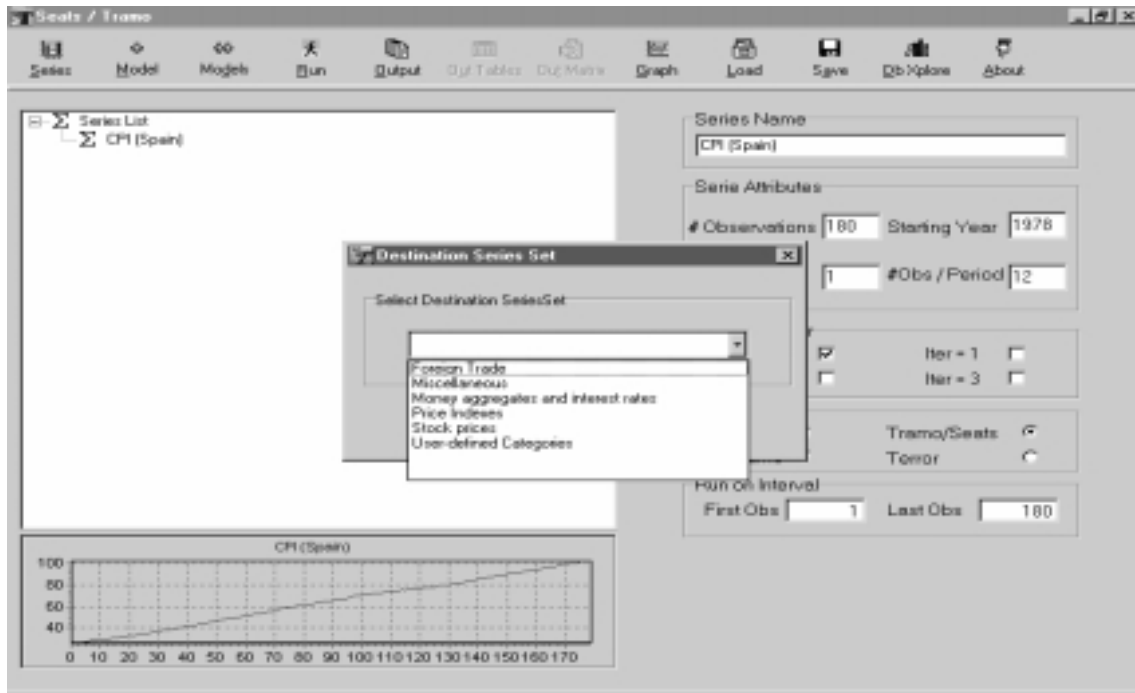 Seats / Tramo
Series Model Models Run Output Out Tables Out Matrix Graph Load Save Db Xplore About
Series List
CPI (Spain)
Series Name
CPI (Spain)
Serie Attributes
# Observations 180 Starting Year 1978
1 #Obs / Period 12
Destination Series Set
Select Destination SeriesSet
Foreign Trade
Miscellaneous
Money aggregates and interest rates
Price Indexes
Stock prices
User-defined Categories
Iter = 1
Iter = 3
Tramo/Seats
Terror
Run on Interval
First Obs 1 Last Obs 180
CPI (Spain)
100
80
60
40
0 10 20 30 40 50 60 70 80 90 100 110 120 130 140 150 160 170